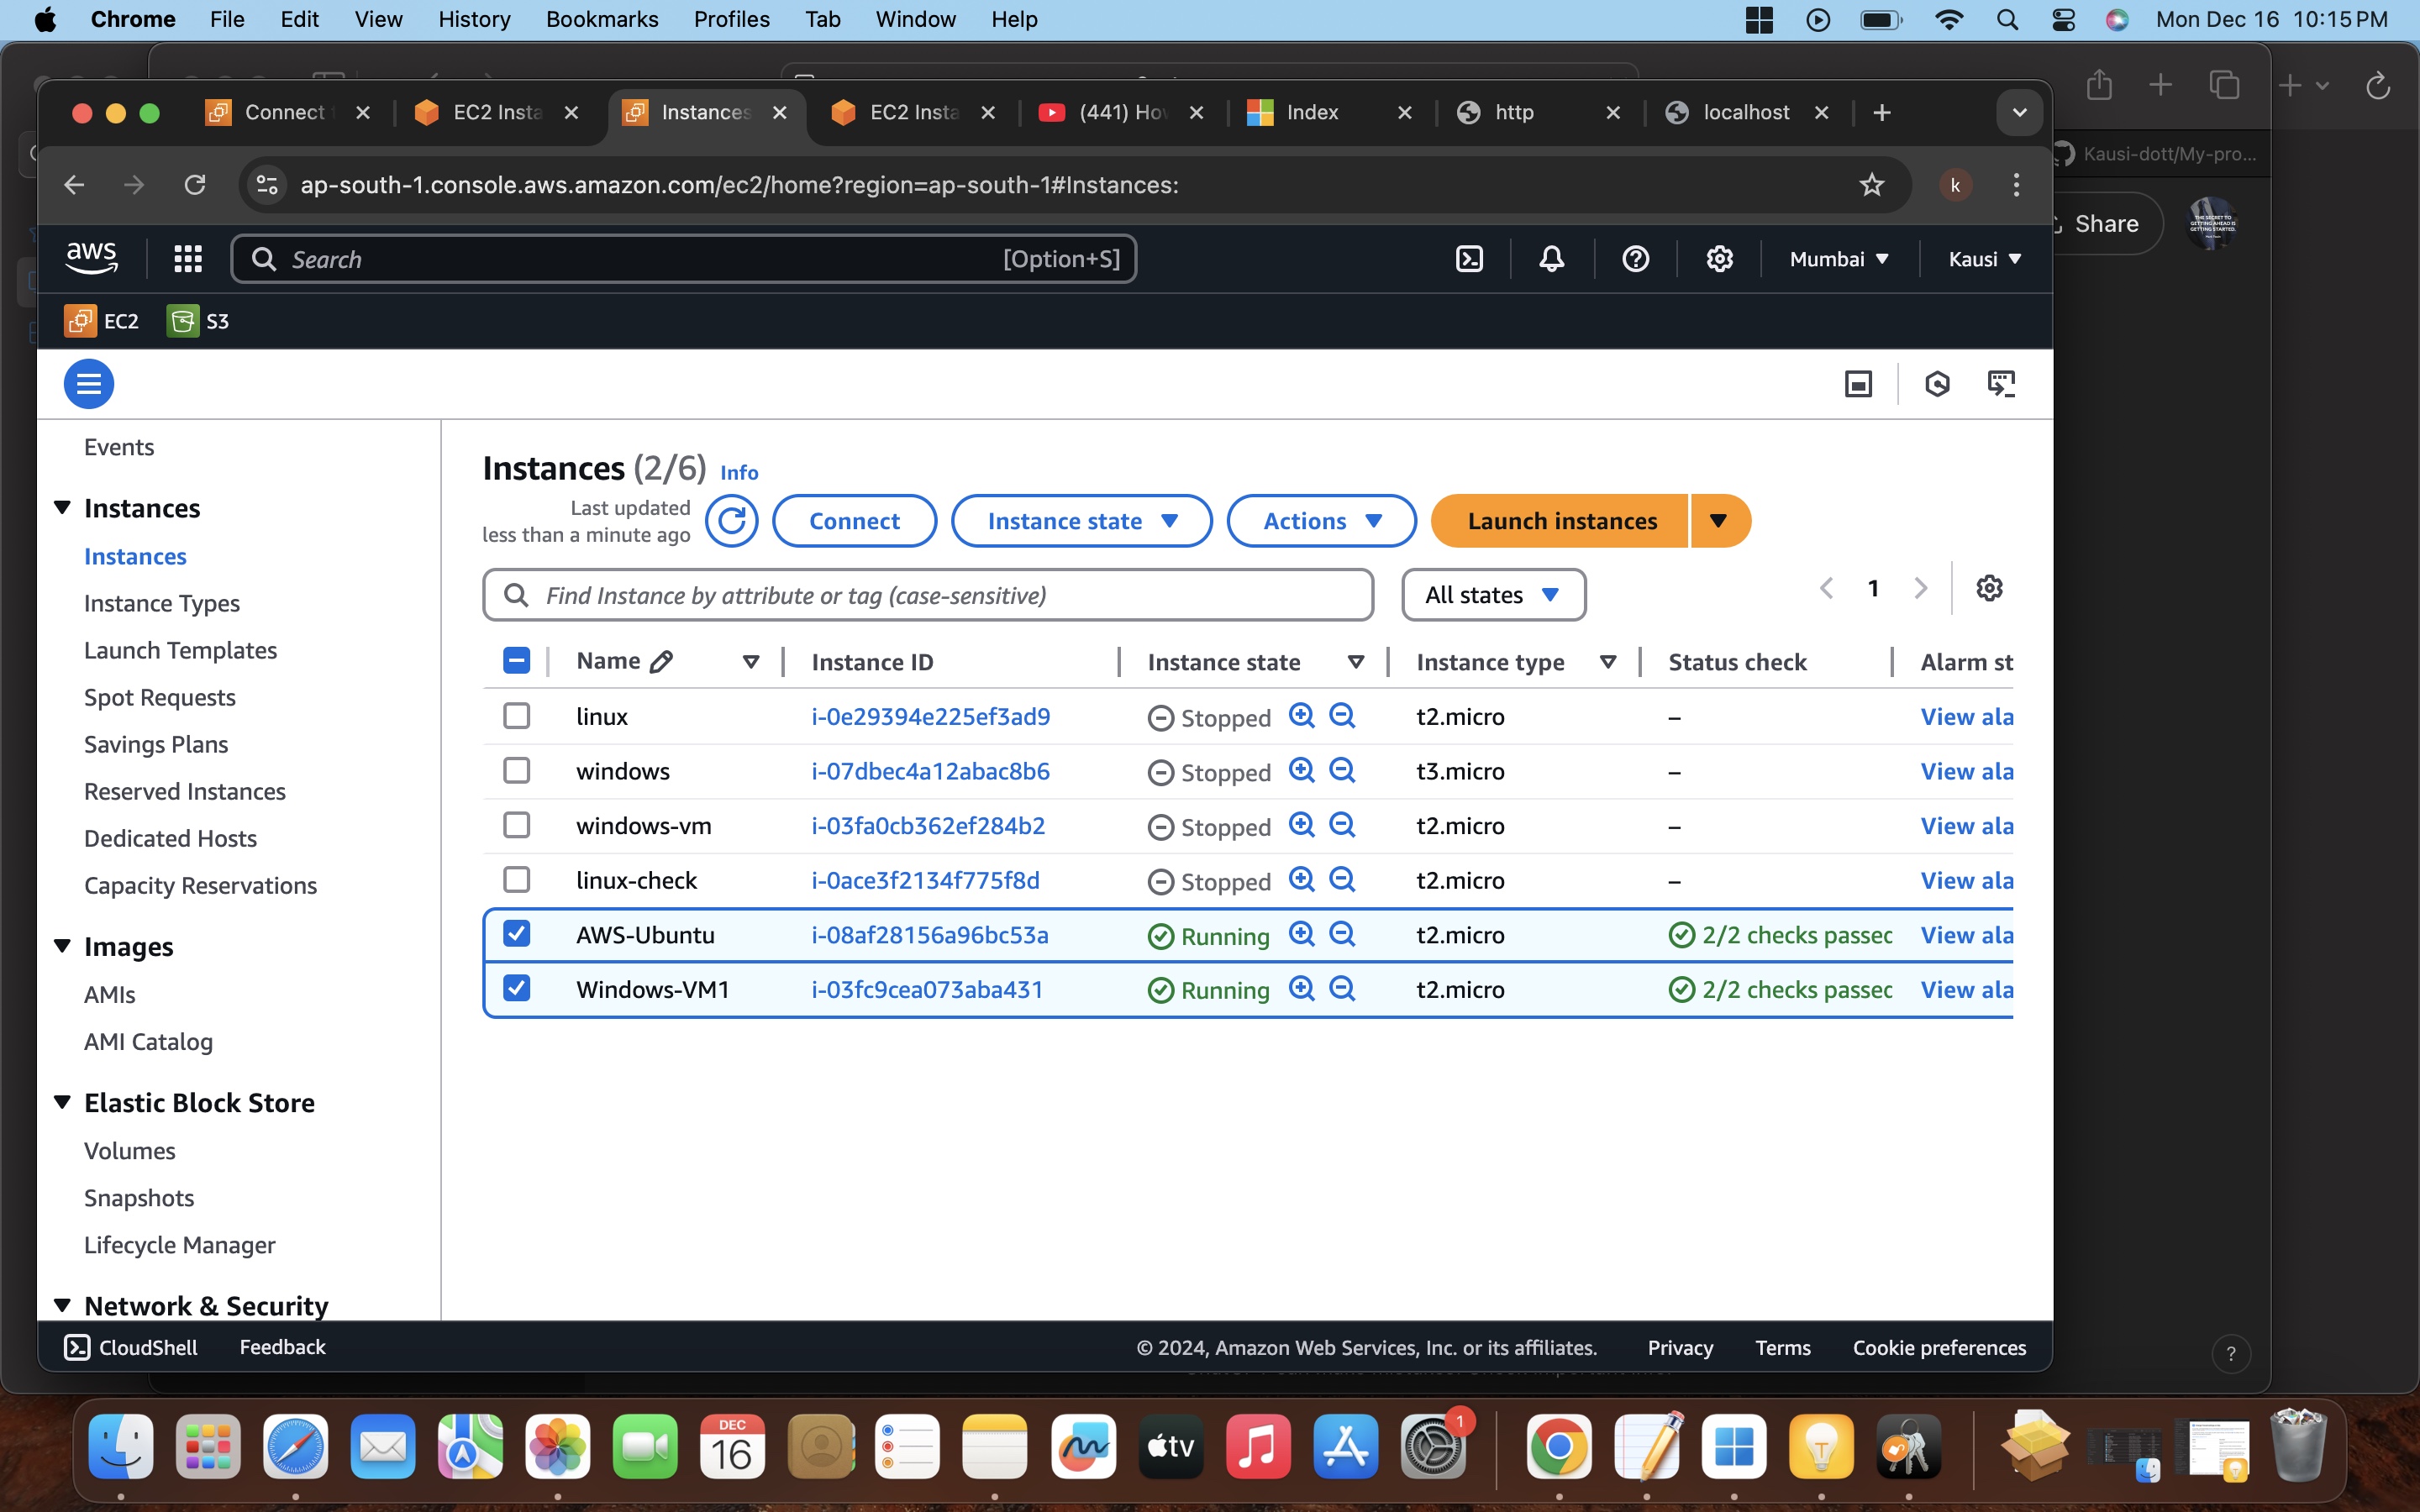 Chrome File Edit View History Bookmarks Profiles Tab Window Help Mon Dec 16 10:15 PM
Connect EC2 Insta Instances EC2 Insta (441) Ho Index http localhost
ap-south-1.console.aws.amazon.com/ec2/home?region=ap-south-1#Instances: k
Kausi-dott/My-pro...
Share
aws Search [Option+S] Mumbai Kausi
EC2 S3
Events
Instances
Instances
Instance Types
Launch Templates
Spot Requests
Savings Plans
Reserved Instances
Dedicated Hosts
Capacity Reservations
Images
AMIs
AMI Catalog
Elastic Block Store
Volumes
Snapshots
Lifecycle Manager
Network & Security
Instances (2/6) Info
Last updated
less than a minute ago
Connect Instance state Actions Launch instances
Find Instance by attribute or tag (case-sensitive) All states 1
Name Instance ID Instance state Instance type Status check Alarm st
linux i-0e29394e225ef3ad9 Stopped t2.micro – View ala
windows i-07dbec4a12abac8b6 Stopped t3.micro – View ala
windows-vm i-03fa0cb362ef284b2 Stopped t2.micro – View ala
linux-check i-0ace3f2134f775f8d Stopped t2.micro – View ala
AWS-Ubuntu i-08af28156a96bc53a Running t2.micro 2/2 checks passec View ala
Windows-VM1 i-03fc9cea073aba431 Running t2.micro 2/2 checks passec View ala
CloudShell Feedback © 2024, Amazon Web Services, Inc. or its affiliates. Privacy Terms Cookie preferences
?
DEC
16
tv
1